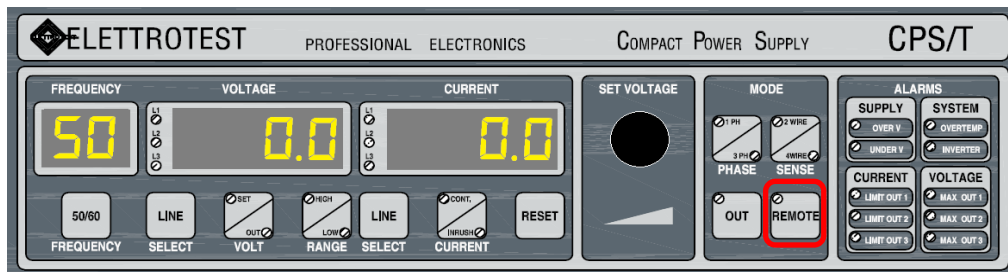 ELETTROTEST PROFESSIONAL ELECTRONICS COMPACT POWER SUPPLY CPS/T
FREQUENCY VOLTAGE CURRENT
50
L1
L2
L3
0.0
L1
L2
L3
0.0
50/60
FREQUENCY
LINE
SELECT
SET
OUT
VOLT
HIGH
LOW
RANGE
LINE
SELECT
CONT.
INRUSH
CURRENT
RESET
SET VOLTAGE
MODE
1 PH
3 PH
PHASE
2 WIRE
4WIRE
SENSE
OUT
REMOTE
ALARMS
SUPPLY
OVER V
UNDER V
SYSTEM
OVERTEMP
INVERTER
CURRENT
LIMIT OUT 1
LIMIT OUT 2
LIMIT OUT 3
VOLTAGE
MAX OUT 1
MAX OUT 2
MAX OUT 3